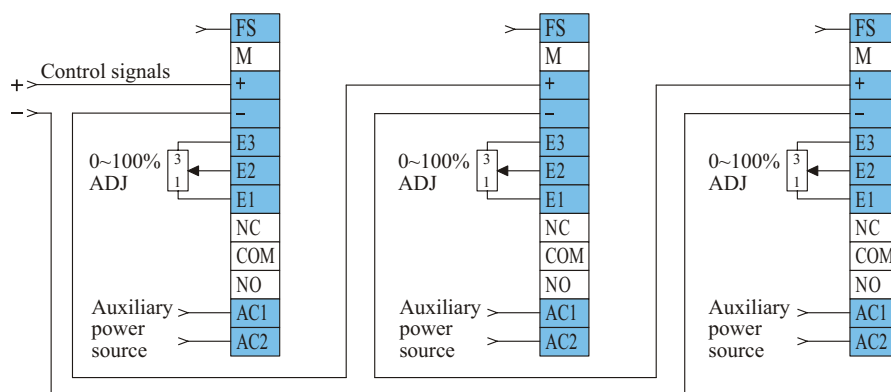 FS
M
+
Control signals
+
−
−
E3
0~100%
ADJ
3
1
E2
E1
NC
COM
NO
Auxiliary
power
source
AC1
AC2
FS
M
+
−
E3
0~100%
ADJ
3
1
E2
E1
NC
COM
NO
Auxiliary
power
source
AC1
AC2
FS
M
+
−
E3
0~100%
ADJ
3
1
E2
E1
NC
COM
NO
Auxiliary
power
source
AC1
AC2